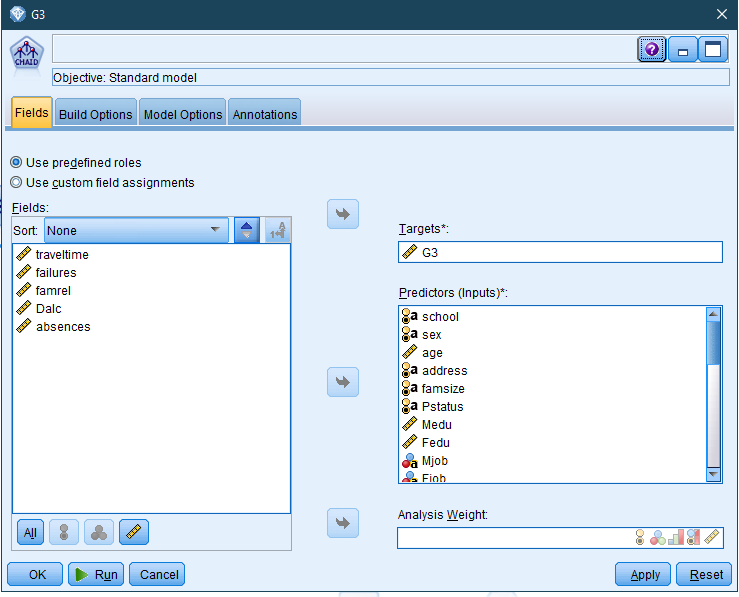 G3
CHAID
?
Objective: Standard model
Fields Build Options Model Options Annotations
Use predefined roles
Use custom field assignments
Fields:
Sort: None
traveltime
failures
famrel
Dalc
absences
All
Targets*:
G3
Predictors (Inputs)*:
school
sex
age
address
famsize
Pstatus
Medu
Fedu
Mjob
Fjob
Analysis Weight:
OK Run Cancel Apply Reset